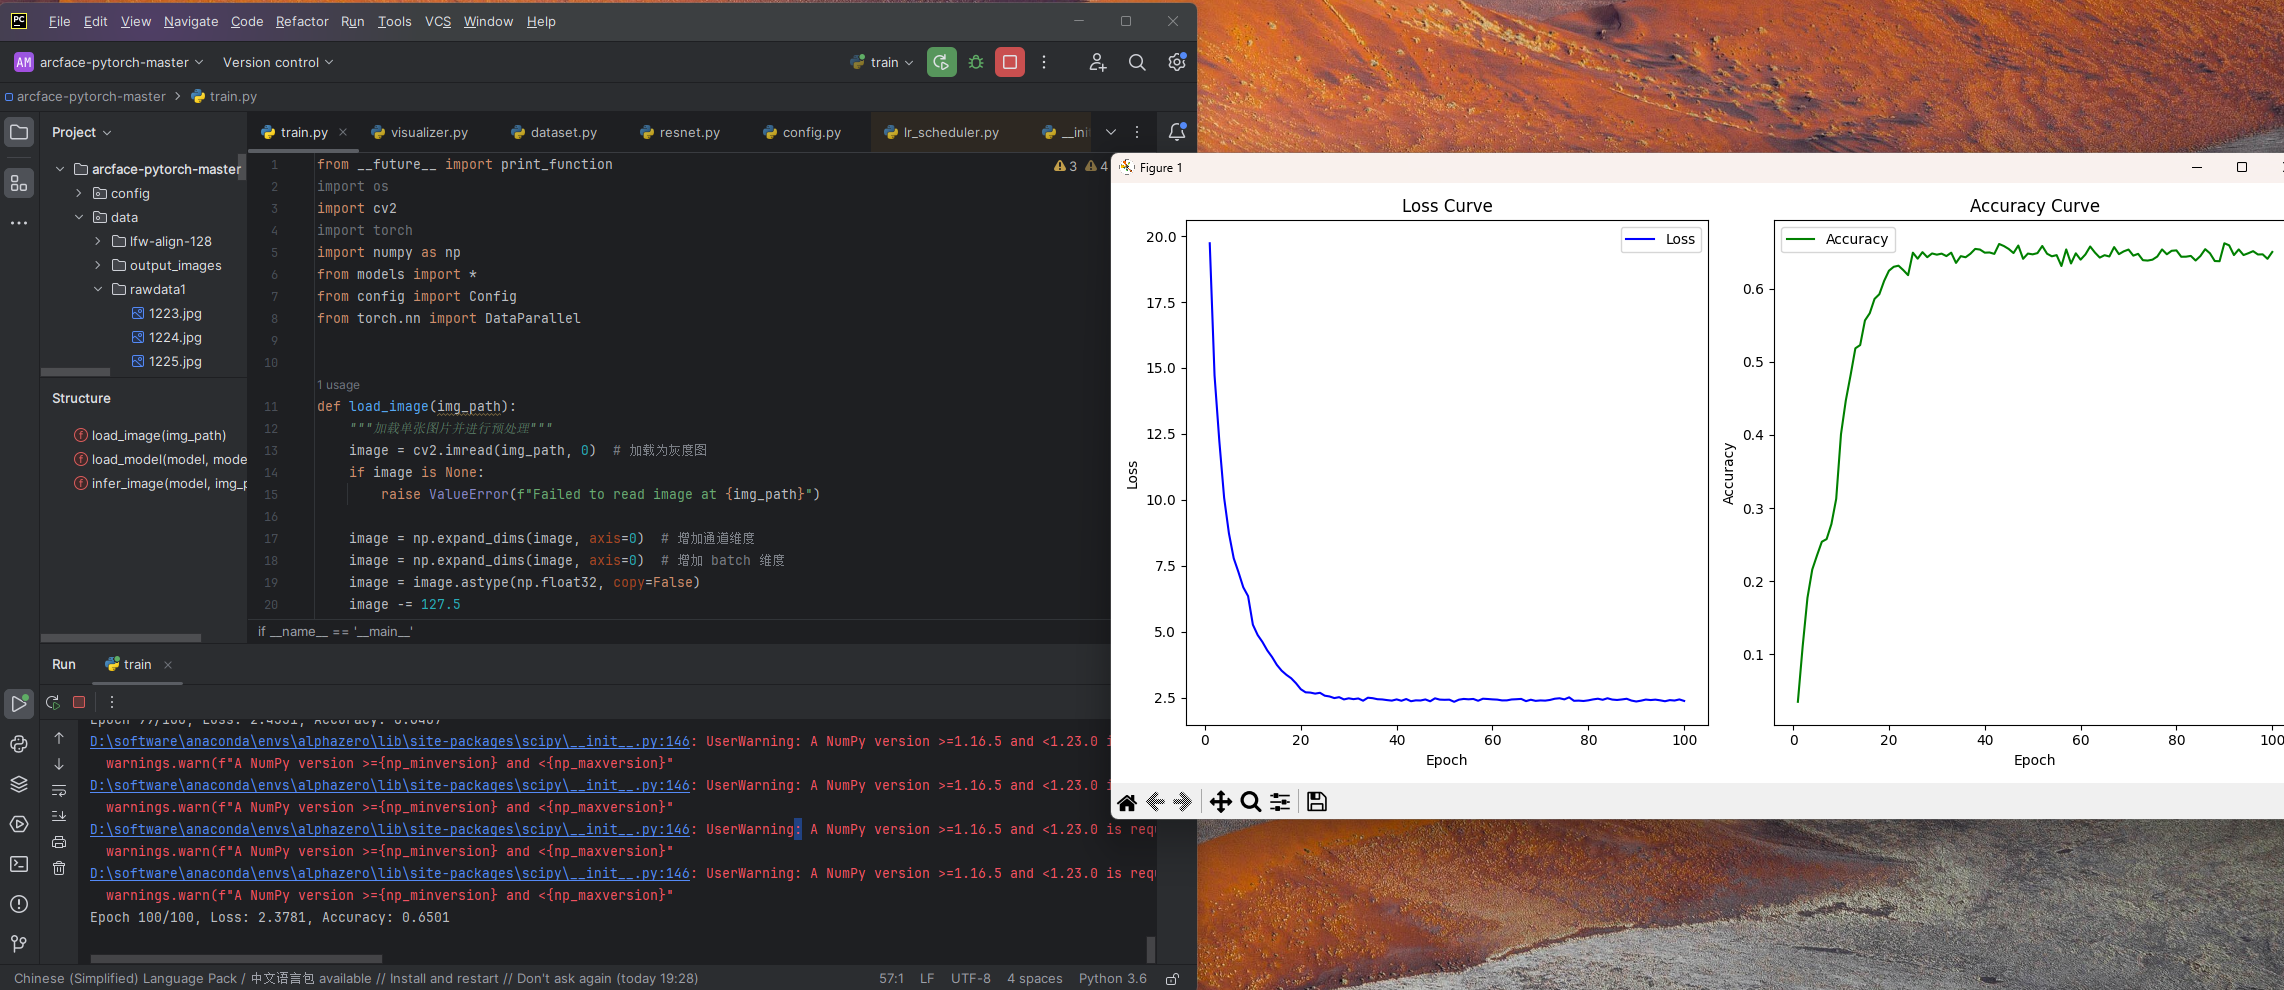 File Edit View Navigate Code Refactor Run Tools VCS Window Help
AM arcface-pytorch-master Version control train
arcface-pytorch-master train.py
Project
arcface-pytorch-master
config
data
lfw-align-128
output_images
rawdata1
1223.jpg
1224.jpg
1225.jpg
Structure
load_image(img_path)
load_model(model, mode
infer_image(model, img_p
train.py visualizer.py dataset.py resnet.py config.py lr_scheduler.py __ini
3 4
1 from __future__ import print_function
2 import os
3 import cv2
4 import torch
5 import numpy as np
6 from models import *
7 from config import Config
8 from torch.nn import DataParallel
9
10
1 usage
11 def load_image(img_path):
12 """加载单张图片并进行预处理"""
13 image = cv2.imread(img_path, 0)  # 加载为灰度图
14 if image is None:
15 raise ValueError(f"Failed to read image at {img_path}")
16
17 image = np.expand_dims(image, axis=0)  # 增加通道维度
18 image = np.expand_dims(image, axis=0)  # 增加 batch 维度
19 image = image.astype(np.float32, copy=False)
20 image -= 127.5
if __name__ == '__main__'
Run train
Epoch 99/100, Loss: 2.4331, Accuracy: 0.6407
D:\software\anaconda\envs\alphazero\lib\site-packages\scipy\__init__.py:146: UserWarning: A NumPy version >=1.16.5 and <1.23.0 i
warnings.warn(f"A NumPy version >={np_minversion} and <{np_maxversion}"
D:\software\anaconda\envs\alphazero\lib\site-packages\scipy\__init__.py:146: UserWarning: A NumPy version >=1.16.5 and <1.23.0 i
warnings.warn(f"A NumPy version >={np_minversion} and <{np_maxversion}"
D:\software\anaconda\envs\alphazero\lib\site-packages\scipy\__init__.py:146: UserWarning: A NumPy version >=1.16.5 and <1.23.0 is requ
warnings.warn(f"A NumPy version >={np_minversion} and <{np_maxversion}"
D:\software\anaconda\envs\alphazero\lib\site-packages\scipy\__init__.py:146: UserWarning: A NumPy version >=1.16.5 and <1.23.0 is requ
warnings.warn(f"A NumPy version >={np_minversion} and <{np_maxversion}"
Epoch 100/100, Loss: 2.3781, Accuracy: 0.6501
Chinese (Simplified) Language Pack / 中文语言包 available // Install and restart // Don't ask again (today 19:28) 57:1 LF UTF-8 4 spaces Python 3.6
Figure 1
Loss Curve
Loss
20.0
17.5
15.0
12.5
10.0
7.5
5.0
2.5
Loss
0 20 40 60 80 100
Epoch
Accuracy Curve
Accuracy
0.6
0.5
0.4
0.3
0.2
0.1
Accuracy
0 20 40 60 80 100
Epoch